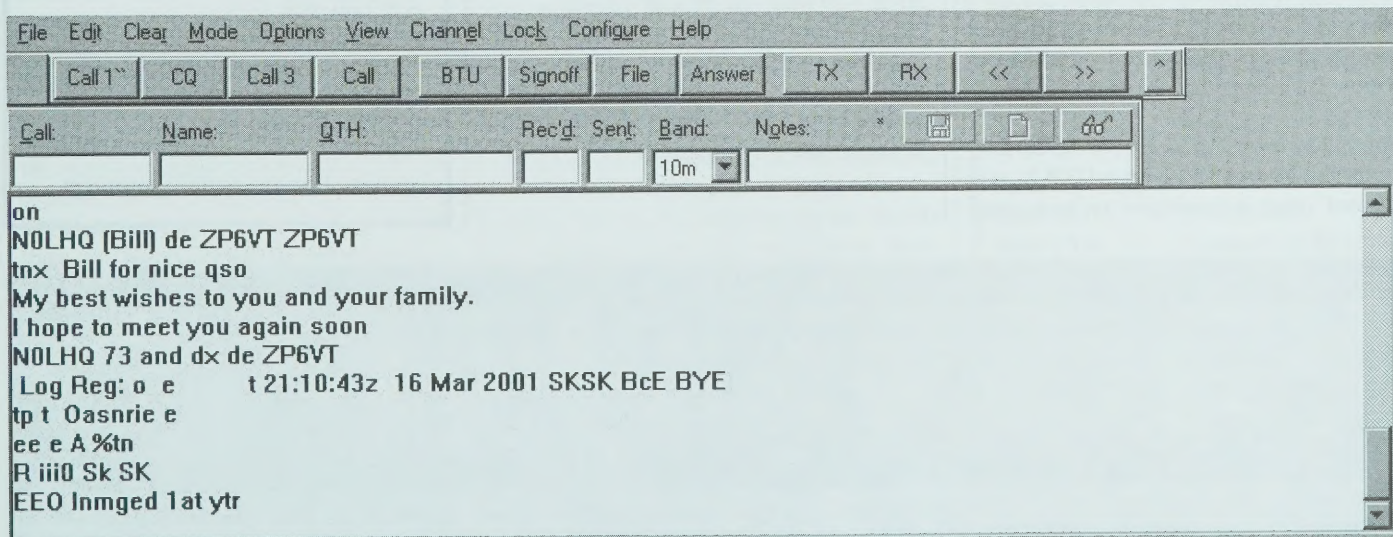 File Edit Clear Mode Options View Channel Lock Configure Help
Call 1 CQ Call 3 Call BTU Signoff File Answer TX RX << >> ^
Call: Name: QTH: Rec'd: Sent: Band: Notes: *
10m
on
N0LHQ (Bill) de ZP6VT ZP6VT
tnx Bill for nice qso
My best wishes to you and your family.
I hope to meet you again soon
N0LHQ 73 and dx de ZP6VT
Log Reg: o e t 21:10:43z 16 Mar 2001 SKSK BcE BYE
tp t Oasnrie e
ee e A %tn
R iii0 Sk SK
EEO Inmged 1at ytr